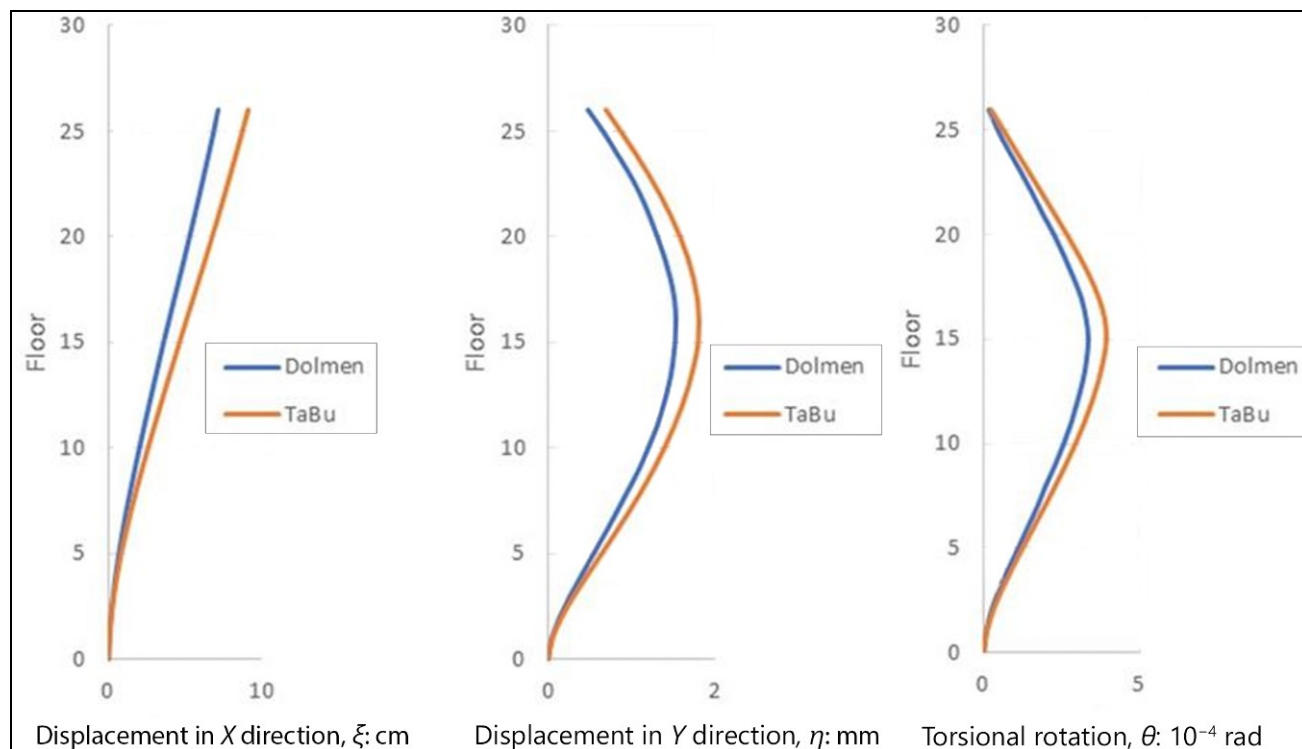 30
25
20
15
10
5
0
Floor
0 10
Dolmen
TaBu
Displacement in X direction, ξ: cm
30
25
20
15
10
5
0
Floor
0 2
Dolmen
TaBu
Displacement in Y direction, η: mm
30
25
20
15
10
5
0
Floor
0 5
Dolmen
TaBu
Torsional rotation, θ: 10⁻⁴ rad